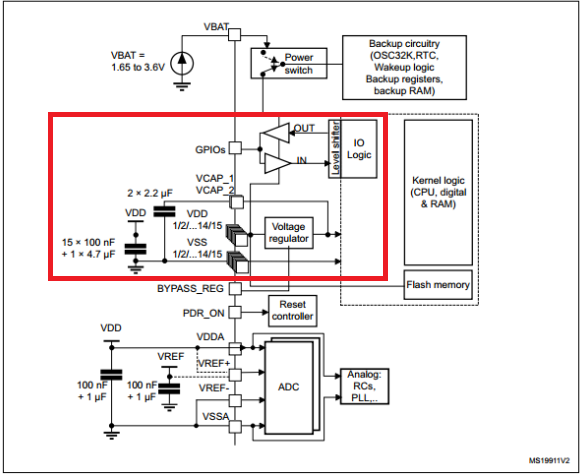 VBAT
VBAT =
1.65 to 3.6V
Power
switch
Backup circuitry
(OSC32K,RTC,
Wakeup logic
Backup registers,
backup RAM)
GPIOs
OUT
IN
Level shifter
IO
Logic
Kernel logic
(CPU, digital
& RAM)
VCAP_1
VCAP_2
2 × 2.2 μF
VDD
VDD
1/2/...14/15
VSS
1/2/...14/15
15 × 100 nF
+ 1 × 4.7 μF
Voltage
regulator
Flash memory
BYPASS_REG
PDR_ON
Reset
controller
VDD
VDDA
VREF
VREF+
VREF-
VSSA
100 nF
+ 1 μF
100 nF
+ 1 μF
ADC
Analog:
RCs,
PLL,..
MS19911V2